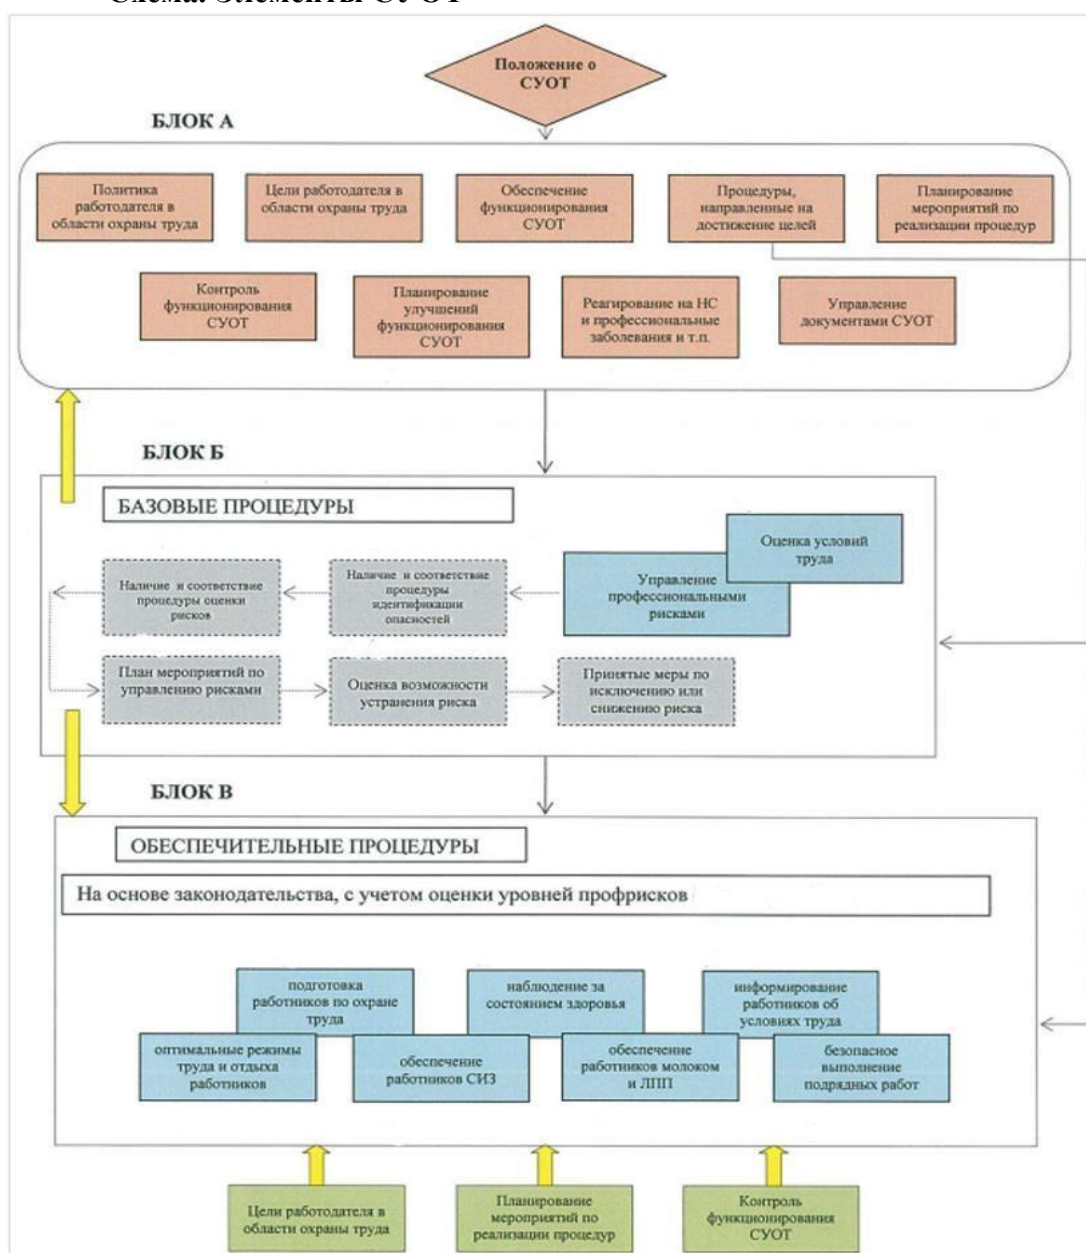 Схема. Элементы СУОТ
Положение о
СУОТ
БЛОК А
Политика
работодателя в
области охраны труда
Цели работодателя в
области охраны труда
Обеспечение
функционирования
СУОТ
Процедуры,
направленные на
достижение целей
Планирование
мероприятий по
реализации процедур
Контроль
функционирования
СУОТ
Планирование
улучшений
функционирования
СУОТ
Реагирование на НС
и профессиональные
заболевания и т.п.
Управление
документами СУОТ
БЛОК Б
БАЗОВЫЕ ПРОЦЕДУРЫ
Оценка условий
труда
Управление
профессиональными
рисками
Наличие и соответствие
процедуры
идентификации
опасностей
Наличие и соответствие
процедуры оценки
рисков
План мероприятий по
управлению рисками
Оценка возможности
устранения риска
Принятые меры по
исключению или
снижению риска
БЛОК В
ОБЕСПЕЧИТЕЛЬНЫЕ ПРОЦЕДУРЫ
На основе законодательства, с учетом оценки уровней профрисков
подготовка
работников по охране
труда
наблюдение за
состоянием здоровья
информирование
работников об
условиях труда
оптимальные режимы
труда и отдыха
работников
обеспечение
работников СИЗ
обеспечение
работников молоком
и ЛПП
безопасное
выполнение
подрядных работ
Цели работодателя в
области охраны труда
Планирование
мероприятий по
реализации процедур
Контроль
функционирования
СУОТ